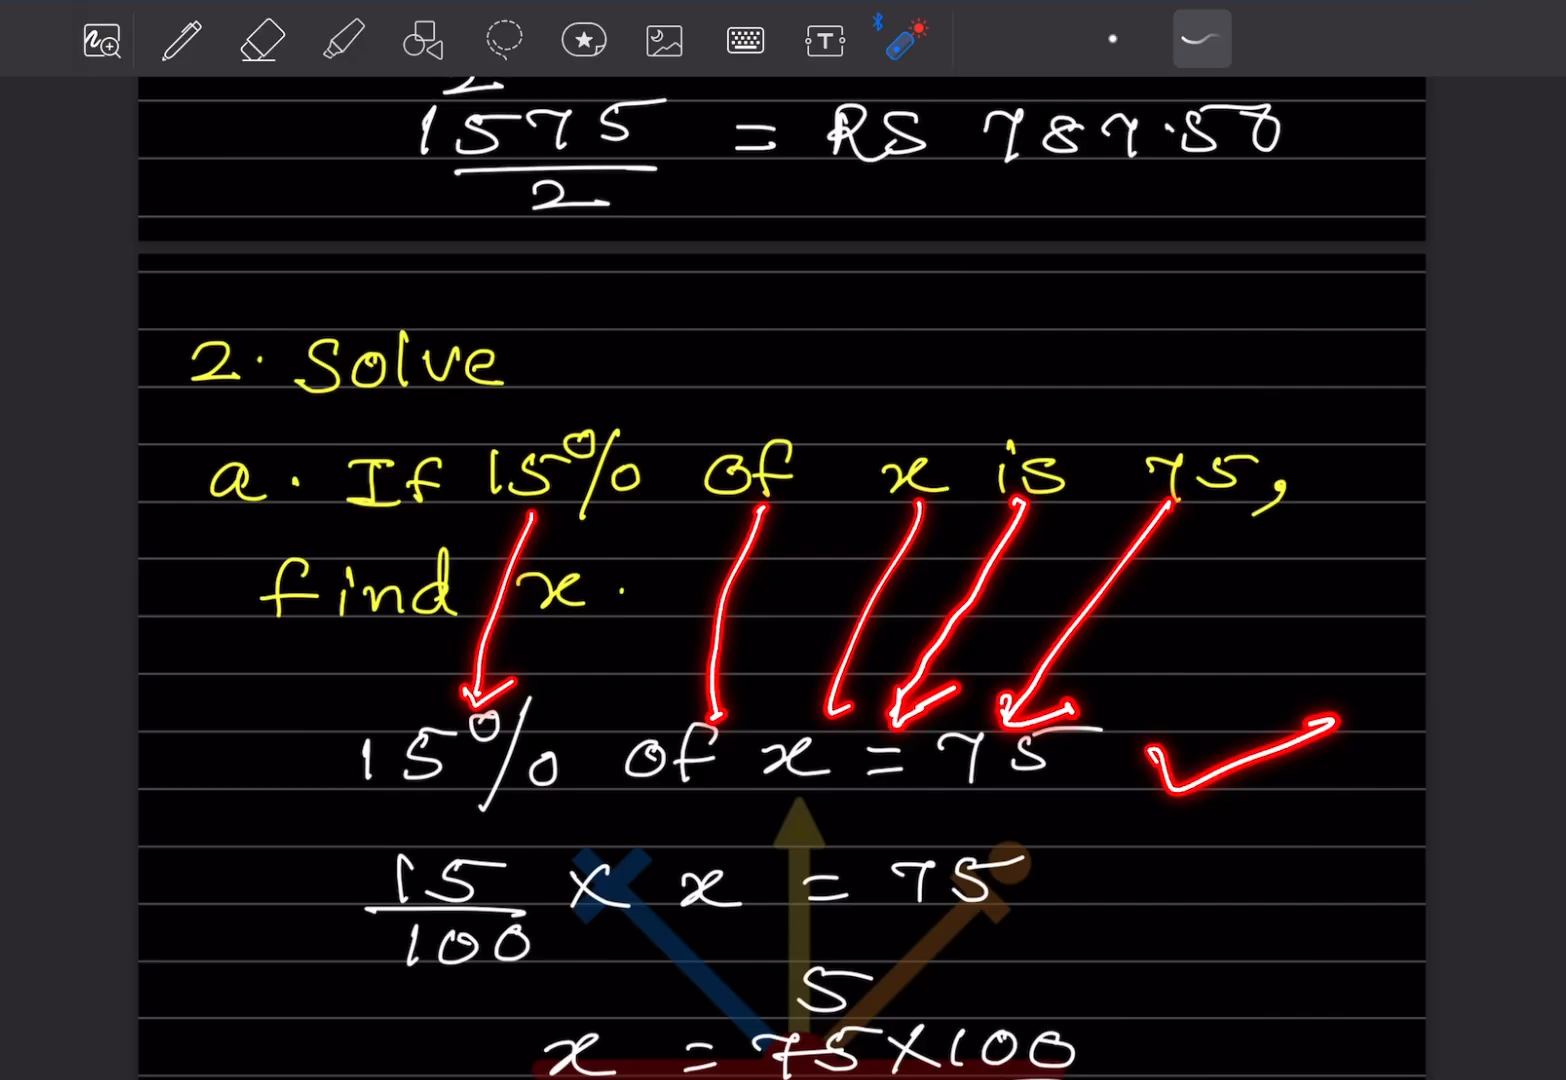 1575 = RS 787.50
2
2. Solve
a. If 15% of x is 75,
find x.
15% of x = 75
15 × x = 75
100
5
x = 75×100